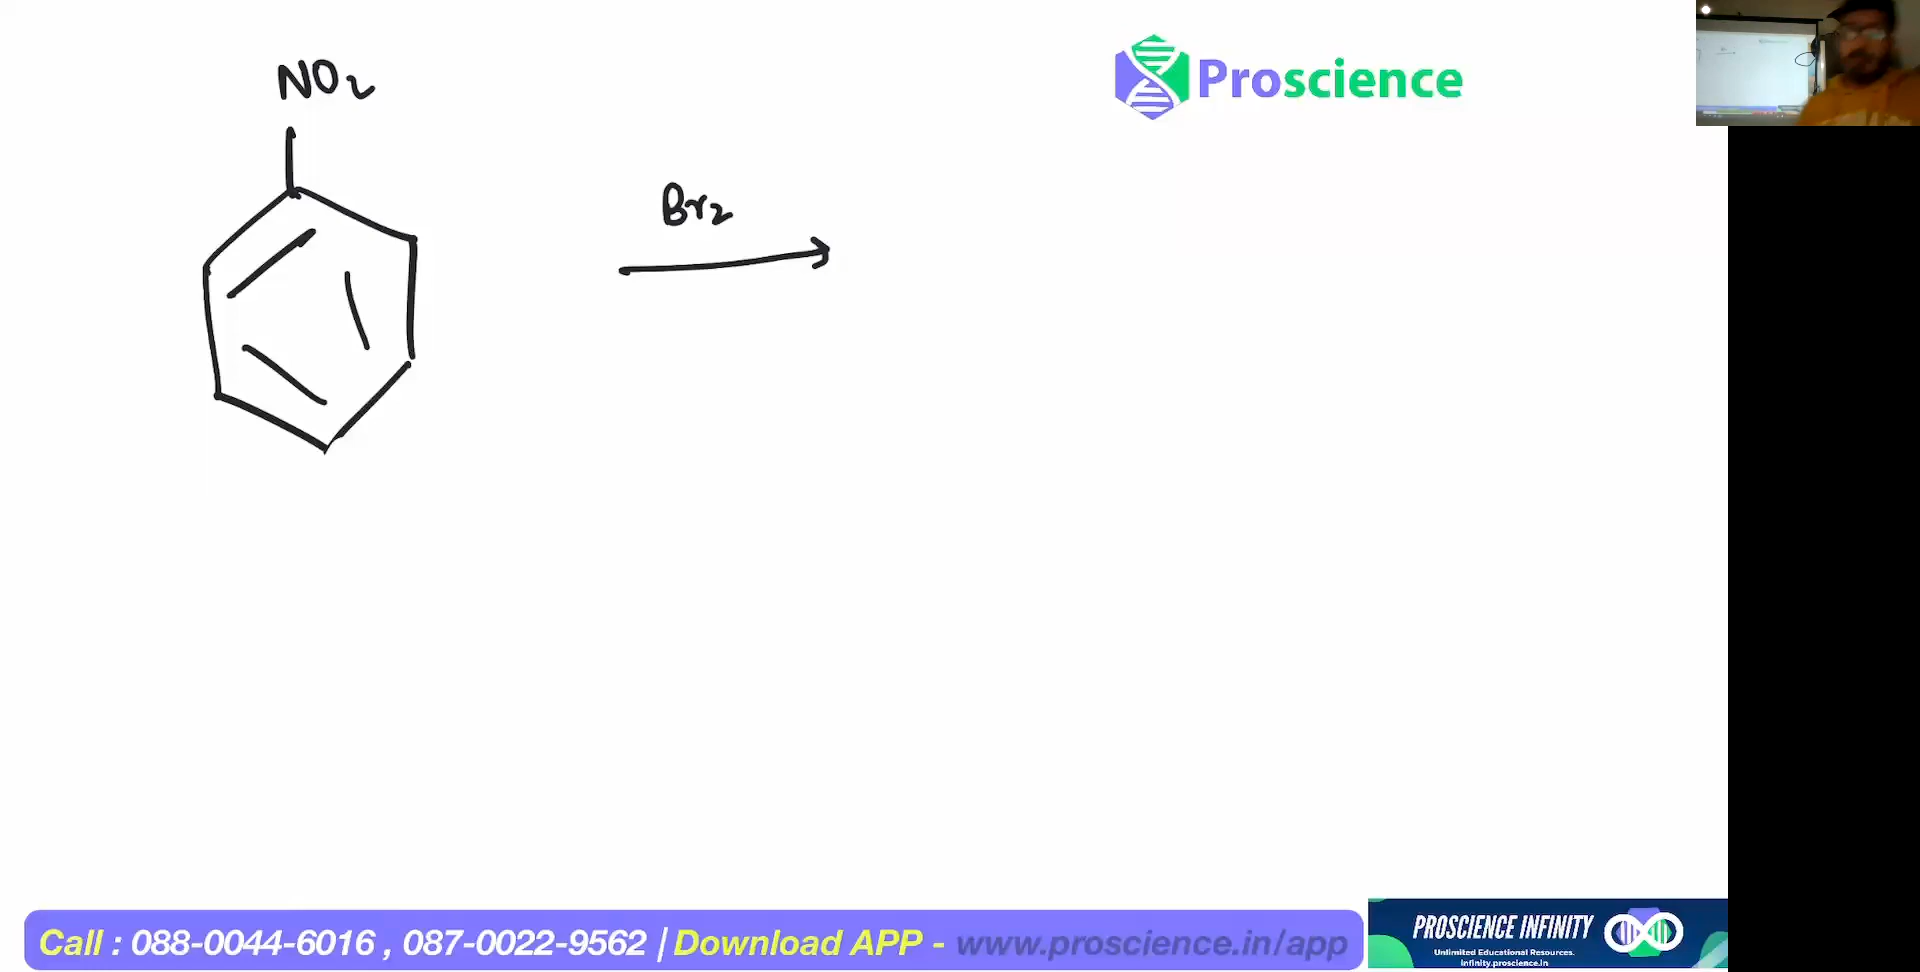 NO2
Br2
Proscience
Call : 088-0044-6016 , 087-0022-9562 | Download APP - www.proscience.in/app
PROSCIENCE INFINITY
Unlimited Educational Resources.
infinity.proscience.in